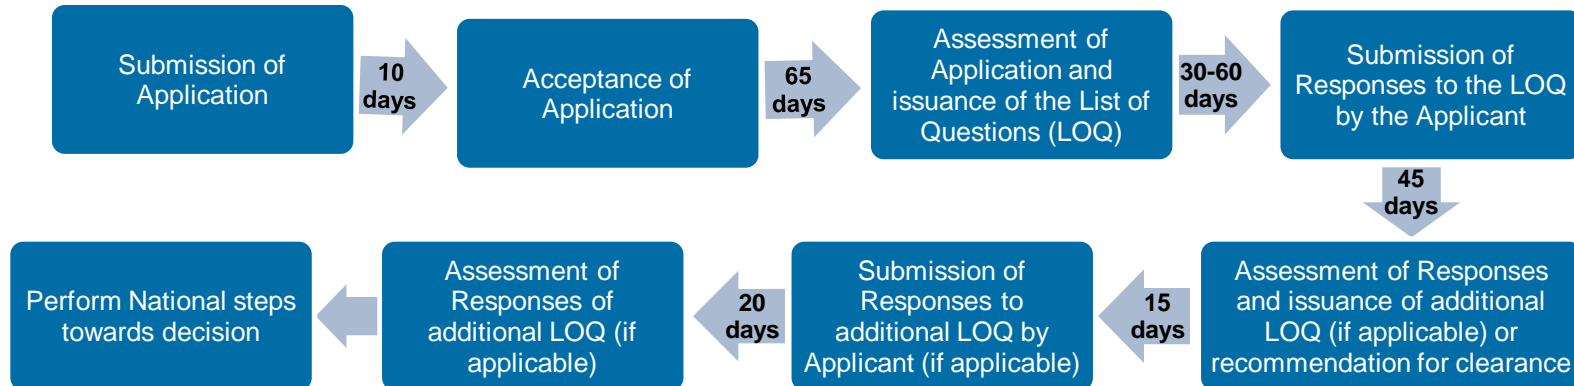 Submission of
Application
10
days
Acceptance of
Application
65
days
Assessment of
Application and
issuance of the List of
Questions (LOQ)
30-60
days
Submission of
Responses to the LOQ
by the Applicant
45
days
Assessment of Responses
and issuance of additional
LOQ (if applicable) or
recommendation for clearance
15
days
Submission of
Responses to
additional LOQ by
Applicant (if applicable)
20
days
Assessment of
Responses of
additional LOQ (if
applicable)
Perform National steps
towards decision